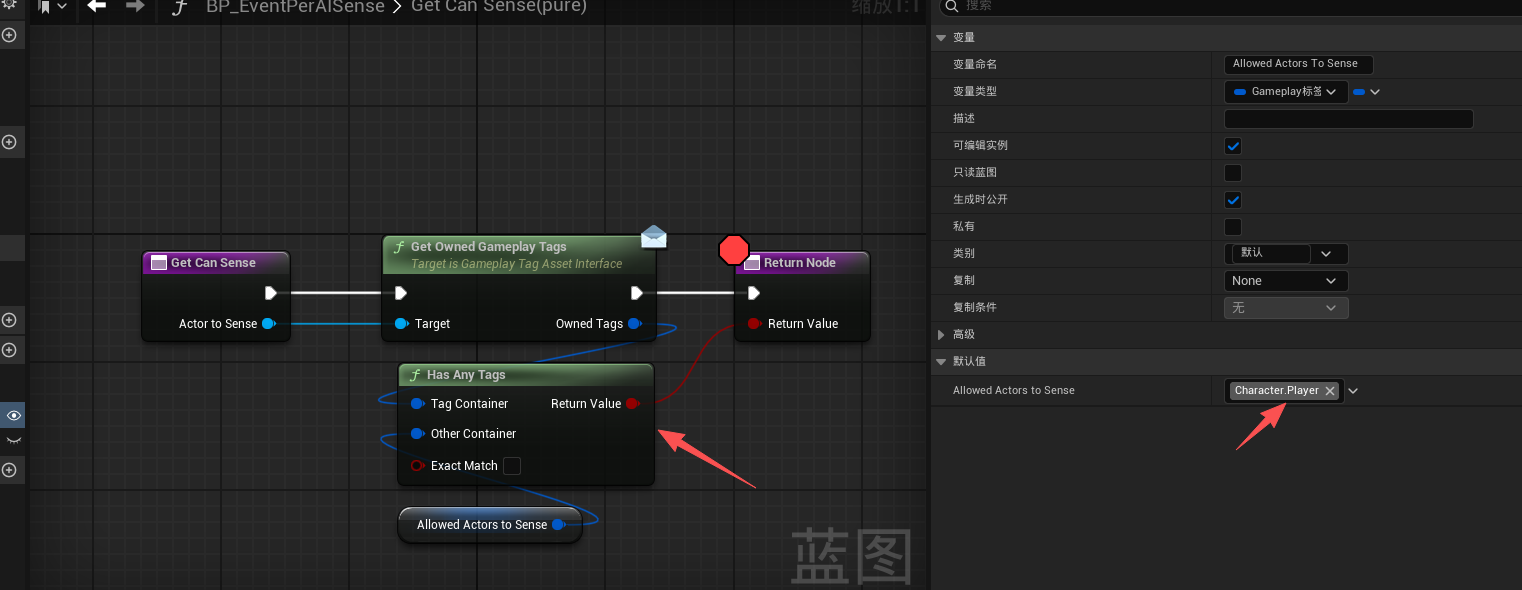 BP_EventPerAISense > Get Can Sense(pure)
缩放1:1
Get Can Sense
Actor to Sense
Get Owned Gameplay Tags
Target is Gameplay Tag Asset Interface
Target
Owned Tags
Return Node
Return Value
Has Any Tags
Tag Container
Return Value
Other Container
Exact Match
Allowed Actors to Sense
蓝图
搜索
变量
变量命名
Allowed Actors To Sense
变量类型
Gameplay标签
描述
可编辑实例
只读蓝图
生成时公开
私有
类别
默认
复制
None
复制条件
无
高级
默认值
Allowed Actors to Sense
Character.Player